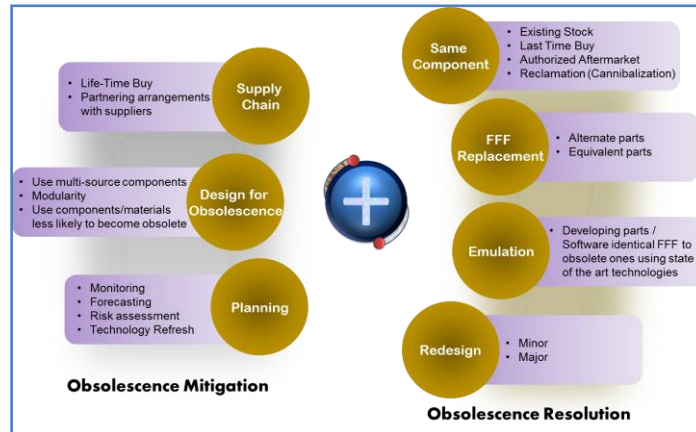 • Life-Time Buy
• Partnering arrangements
with suppliers
Supply
Chain
• Use multi-source components
• Modularity
• Use components/materials
less likely to become obsolete
Design for
Obsolescence
• Monitoring
• Forecasting
• Risk assessment
• Technology Refresh
Planning
Obsolescence Mitigation
Same
Component
• Existing Stock
• Last Time Buy
• Authorized Aftermarket
• Reclamation (Cannibalization)
FFF
Replacement
• Alternate parts
• Equivalent parts
Emulation
• Developing parts /
Software identical FFF to
obsolete ones using state
of the art technologies
Redesign
• Minor
• Major
Obsolescence Resolution